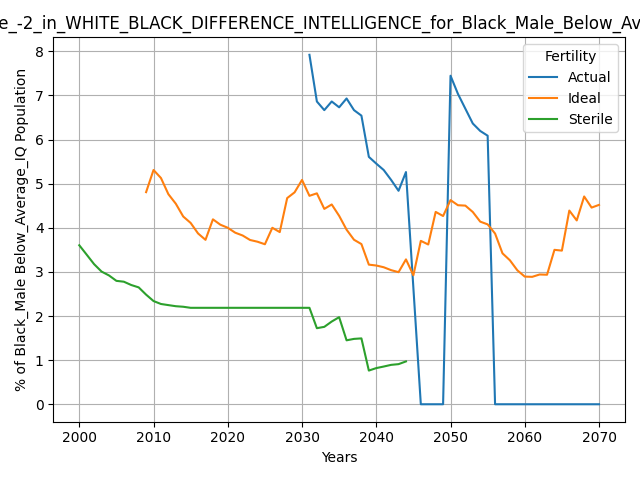 e_-2_in_WHITE_BLACK_DIFFERENCE_INTELLIGENCE_for_Black_Male_Below_Av
% of Black_Male Below_Average_IQ Population
8
7
6
5
4
3
2
1
0
Fertility
Actual
Ideal
Sterile
2000 2010 2020 2030 2040 2050 2060 2070
Years